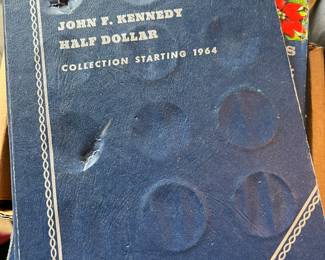 JOHN F. KENNEDY
HALF DOLLAR
COLLECTION STARTING 1964